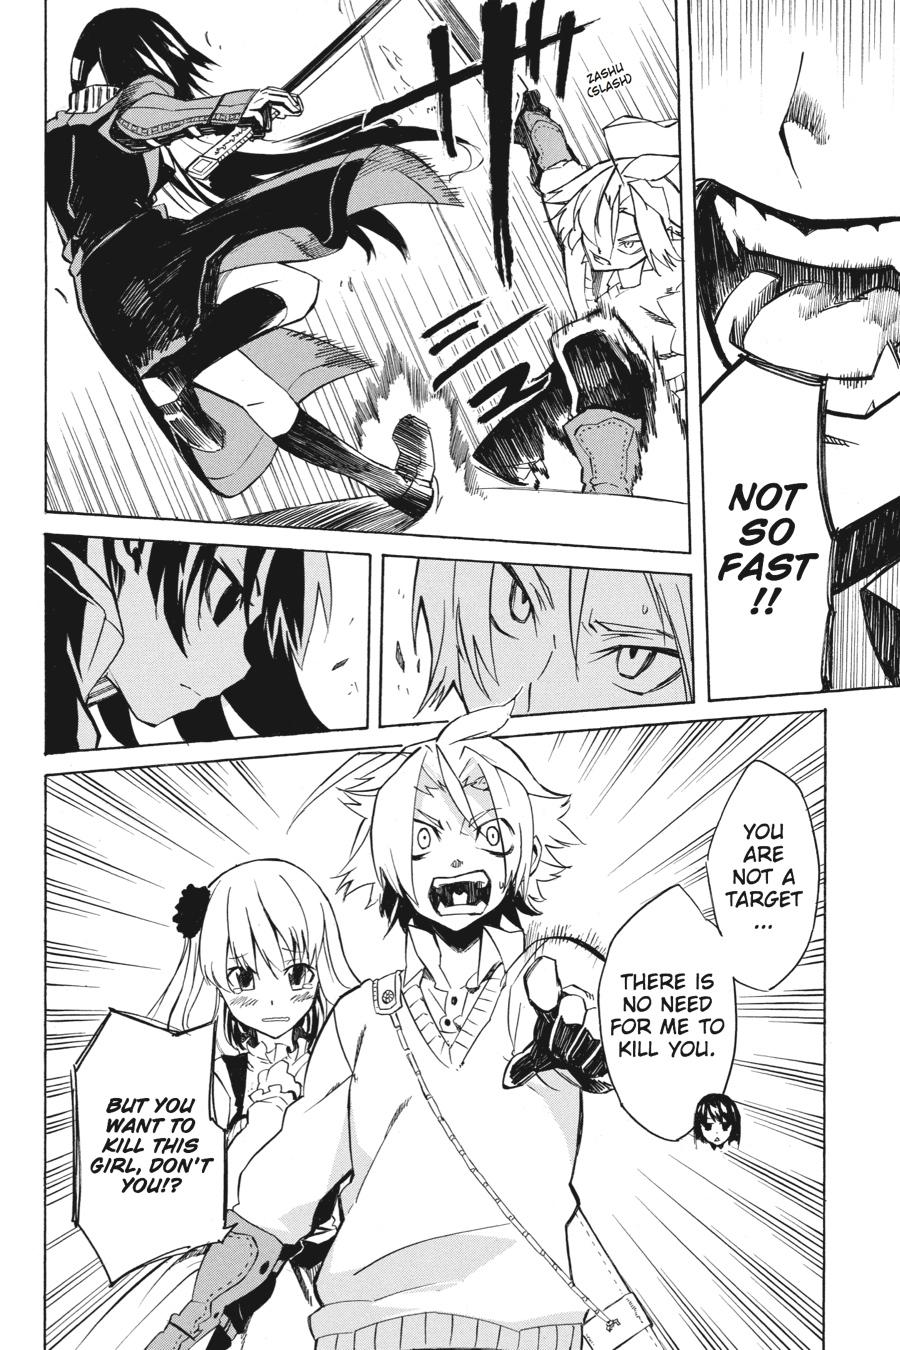 NOT
SO
FAST
!!
ZASHU
(SLASH)
YOU
ARE
NOT A
TARGET
...
THERE IS
NO NEED
FOR ME TO
KILL YOU.
BUT YOU
WANT TO
KILL THIS
GIRL, DON'T
YOU!?